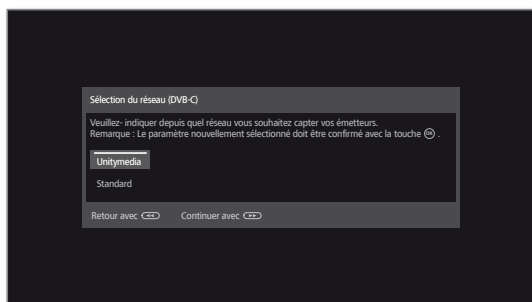 Sélection du réseau (DVB-C)
Veuillez- indiquer depuis quel réseau vous souhaitez capter vos émetteurs.
Remarque : Le paramètre nouvellement sélectionné doit être confirmé avec la touche OK .
Unitymedia
Standard
Retour avec Continuer avec